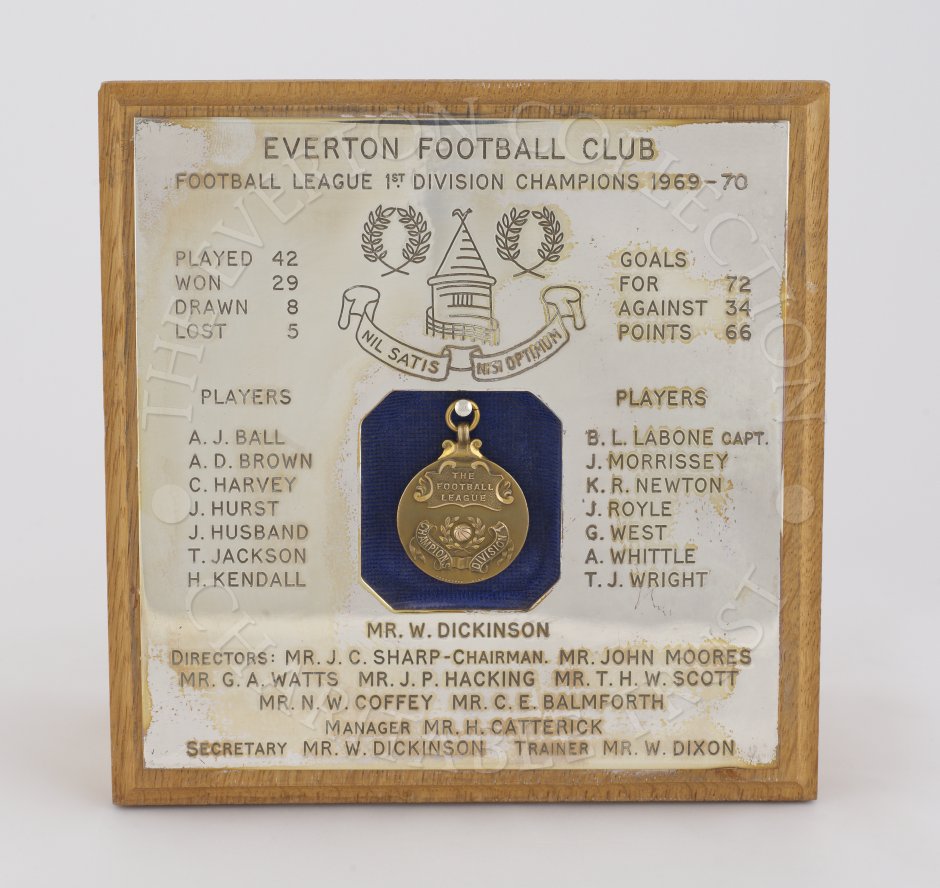 EVERTON FOOTBALL CLUB
FOOTBALL LEAGUE 1ST DIVISION CHAMPIONS 1969-70
PLAYED 42
WON 29
DRAWN 8
LOST 5
GOALS
FOR 72
AGAINST 34
POINTS 66
NIL SATIS NISI OPTIMUM
PLAYERS
A. J. BALL
A. D. BROWN
C. HARVEY
J. HURST
J. HUSBAND
T. JACKSON
H. KENDALL
THE
FOOTBALL
LEAGUE
CHAMPIONS DIVISION 1
PLAYERS
B. L. LABONE CAPT.
J. MORRISSEY
K. R. NEWTON
J. ROYLE
G. WEST
A. WHITTLE
T. J. WRIGHT
MR. W. DICKINSON
DIRECTORS: MR. J. C. SHARP-CHAIRMAN. MR. JOHN MOORES
MR. G. A. WATTS MR. J. P. HACKING MR. T. H. W. SCOTT
MR. N. W. COFFEY MR. C. E. BALMFORTH
MANAGER MR. H. CATTERICK
SECRETARY MR. W. DICKINSON TRAINER MR. W. DIXON
THE EVERTON COLLECTION
CHARITABLE TRUST